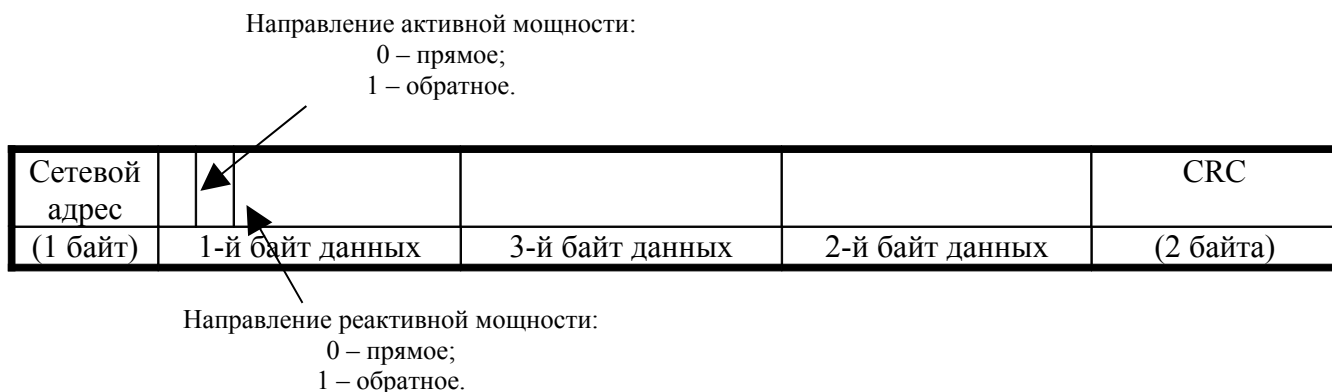 Направление активной мощности:
0 – прямое;
1 – обратное.
Сетевой адрес
CRC
(1 байт) 1-й байт данных 3-й байт данных 2-й байт данных (2 байта)
Направление реактивной мощности:
0 – прямое;
1 – обратное.